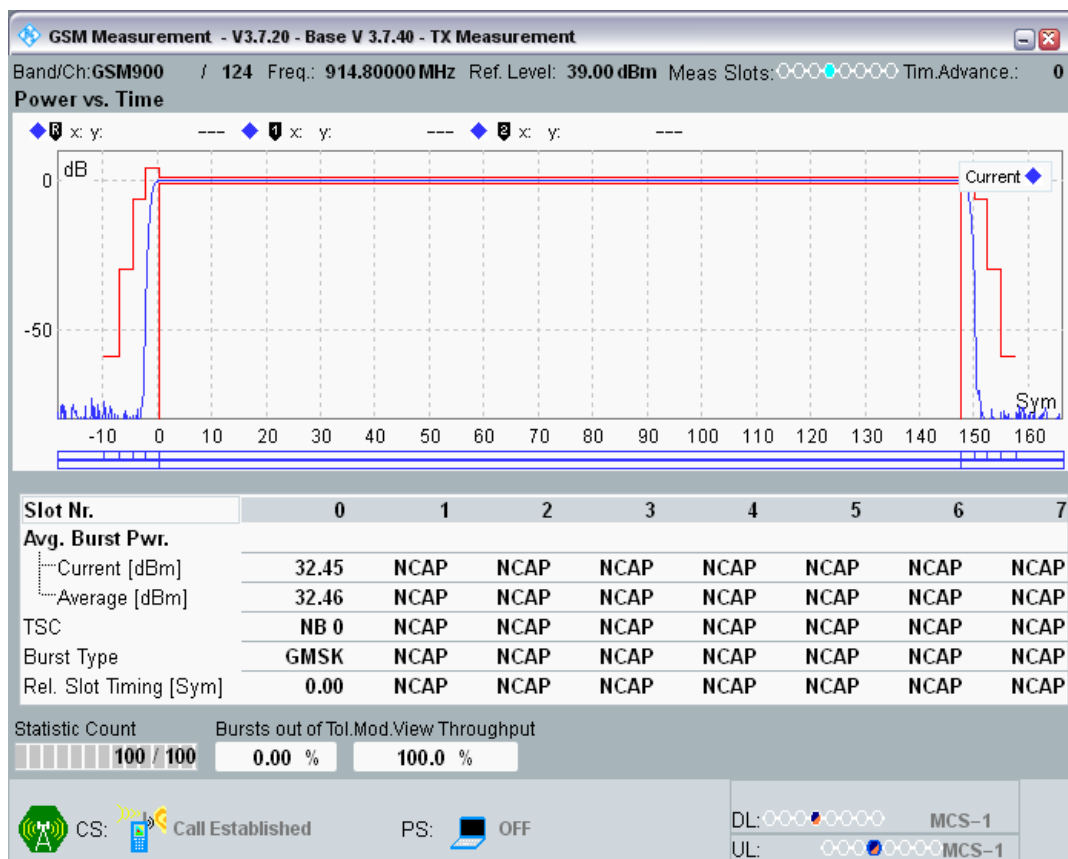 GSM Measurement - V3.7.20 - Base V 3.7.40 - TX Measurement
Band/Ch:GSM900 / 124 Freq.: 914.80000 MHz Ref. Level: 39.00 dBm Meas Slots: Tim.Advance.: 0
Power vs. Time
R x: y: --- 1 x: y: --- 2 x: y: ---
dB
Current
0
-50
Sym
-10 0 10 20 30 40 50 60 70 80 90 100 110 120 130 140 150 160
Slot Nr. 0 1 2 3 4 5 6 7
Avg. Burst Pwr.
Current [dBm] 32.45 NCAP NCAP NCAP NCAP NCAP NCAP NCAP
Average [dBm] 32.46 NCAP NCAP NCAP NCAP NCAP NCAP NCAP
TSC NB 0 NCAP NCAP NCAP NCAP NCAP NCAP NCAP
Burst Type GMSK NCAP NCAP NCAP NCAP NCAP NCAP NCAP
Rel. Slot Timing [Sym] 0.00 NCAP NCAP NCAP NCAP NCAP NCAP NCAP
Statistic Count Bursts out of Tol. Mod.View Throughput
100 / 100 0.00 % 100.0 %
CS: Call Established PS: OFF DL: MCS-1
UL: MCS-1